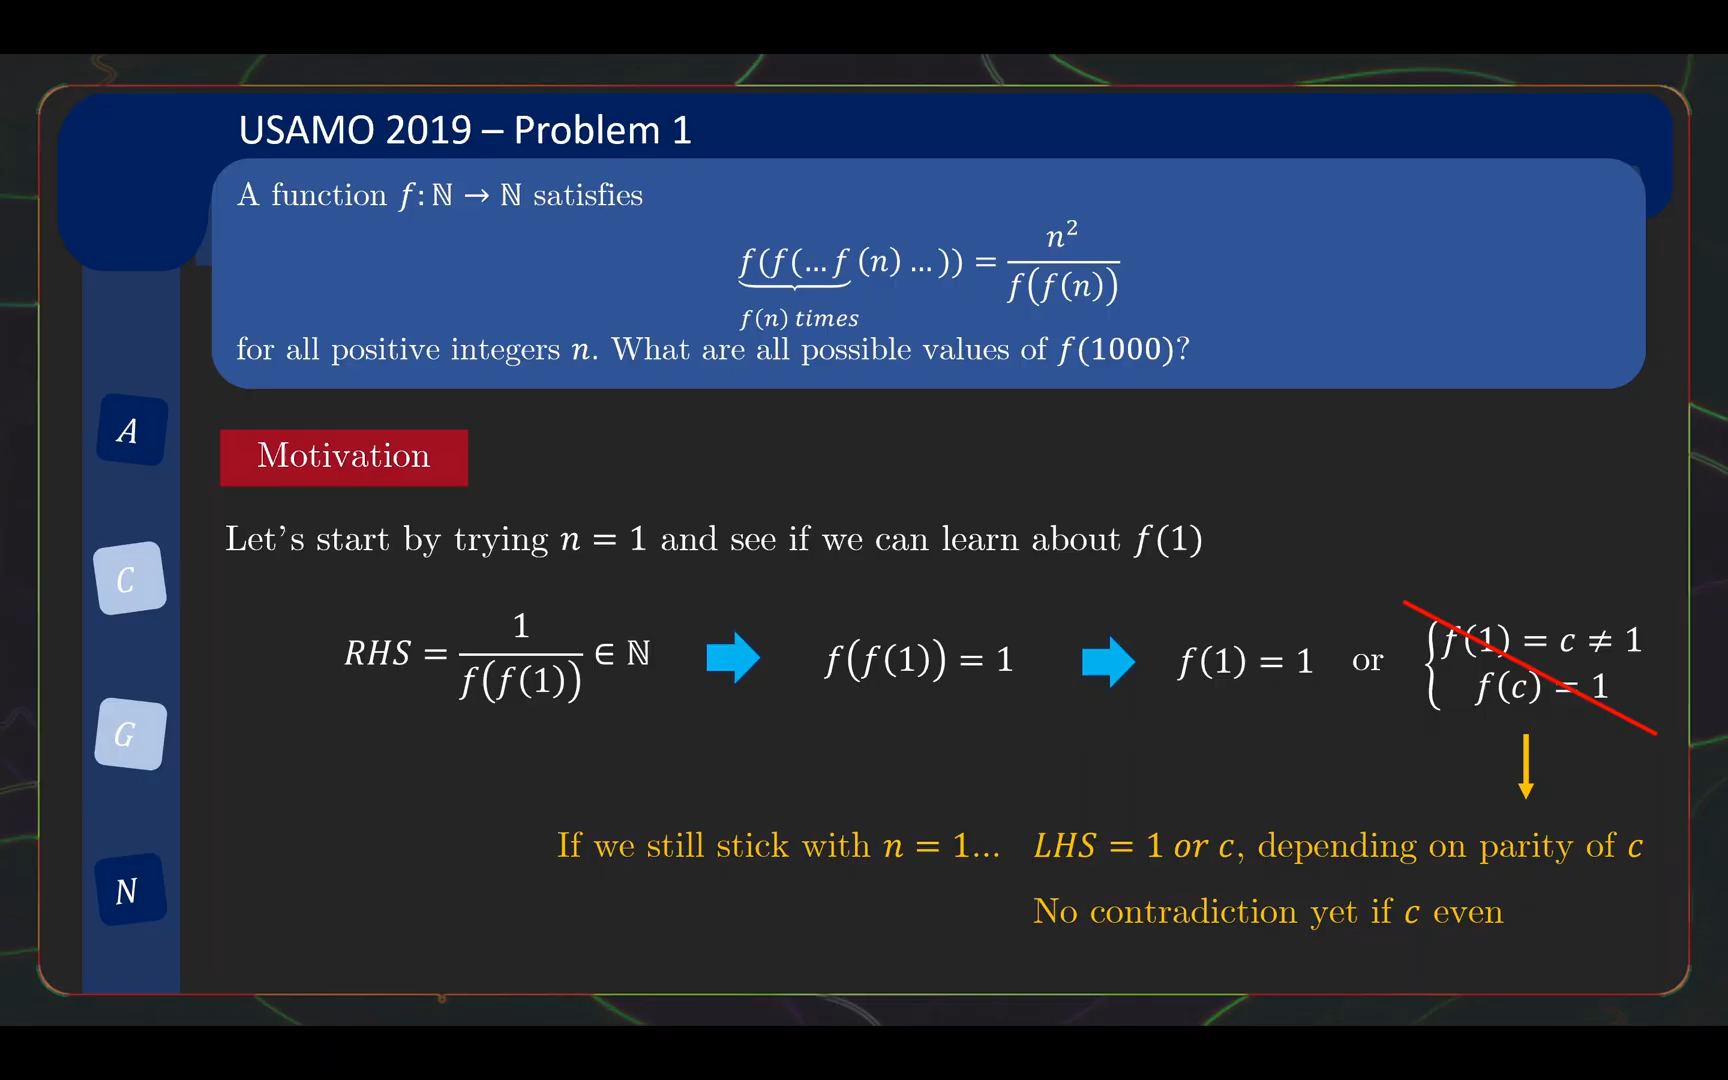 USAMO 2019 – Problem 1
A function f: ℕ → ℕ satisfies
f(f(…f (n) …)) = n² / f(f(n))
f(n) times
for all positive integers n. What are all possible values of f(1000)?
Motivation
Let's start by trying n = 1 and see if we can learn about f(1)
RHS = 1 / f(f(1)) ∈ ℕ
f(f(1)) = 1
f(1) = 1 or { f(1) = c ≠ 1
f(c) = 1
If we still stick with n = 1… LHS = 1 or c, depending on parity of c
No contradiction yet if c even
A
C
G
N